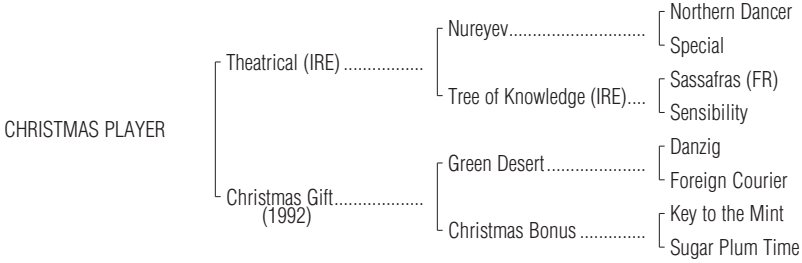 Northern Dancer
Nureyev..............................
Special
Theatrical (IRE) .................
Sassafras (FR)
Tree of Knowledge (IRE)....
Sensibility
CHRISTMAS PLAYER
Danzig
Green Desert.....................
Foreign Courier
Christmas Gift...................
(1992)
Key to the Mint
Christmas Bonus ..............
Sugar Plum Time